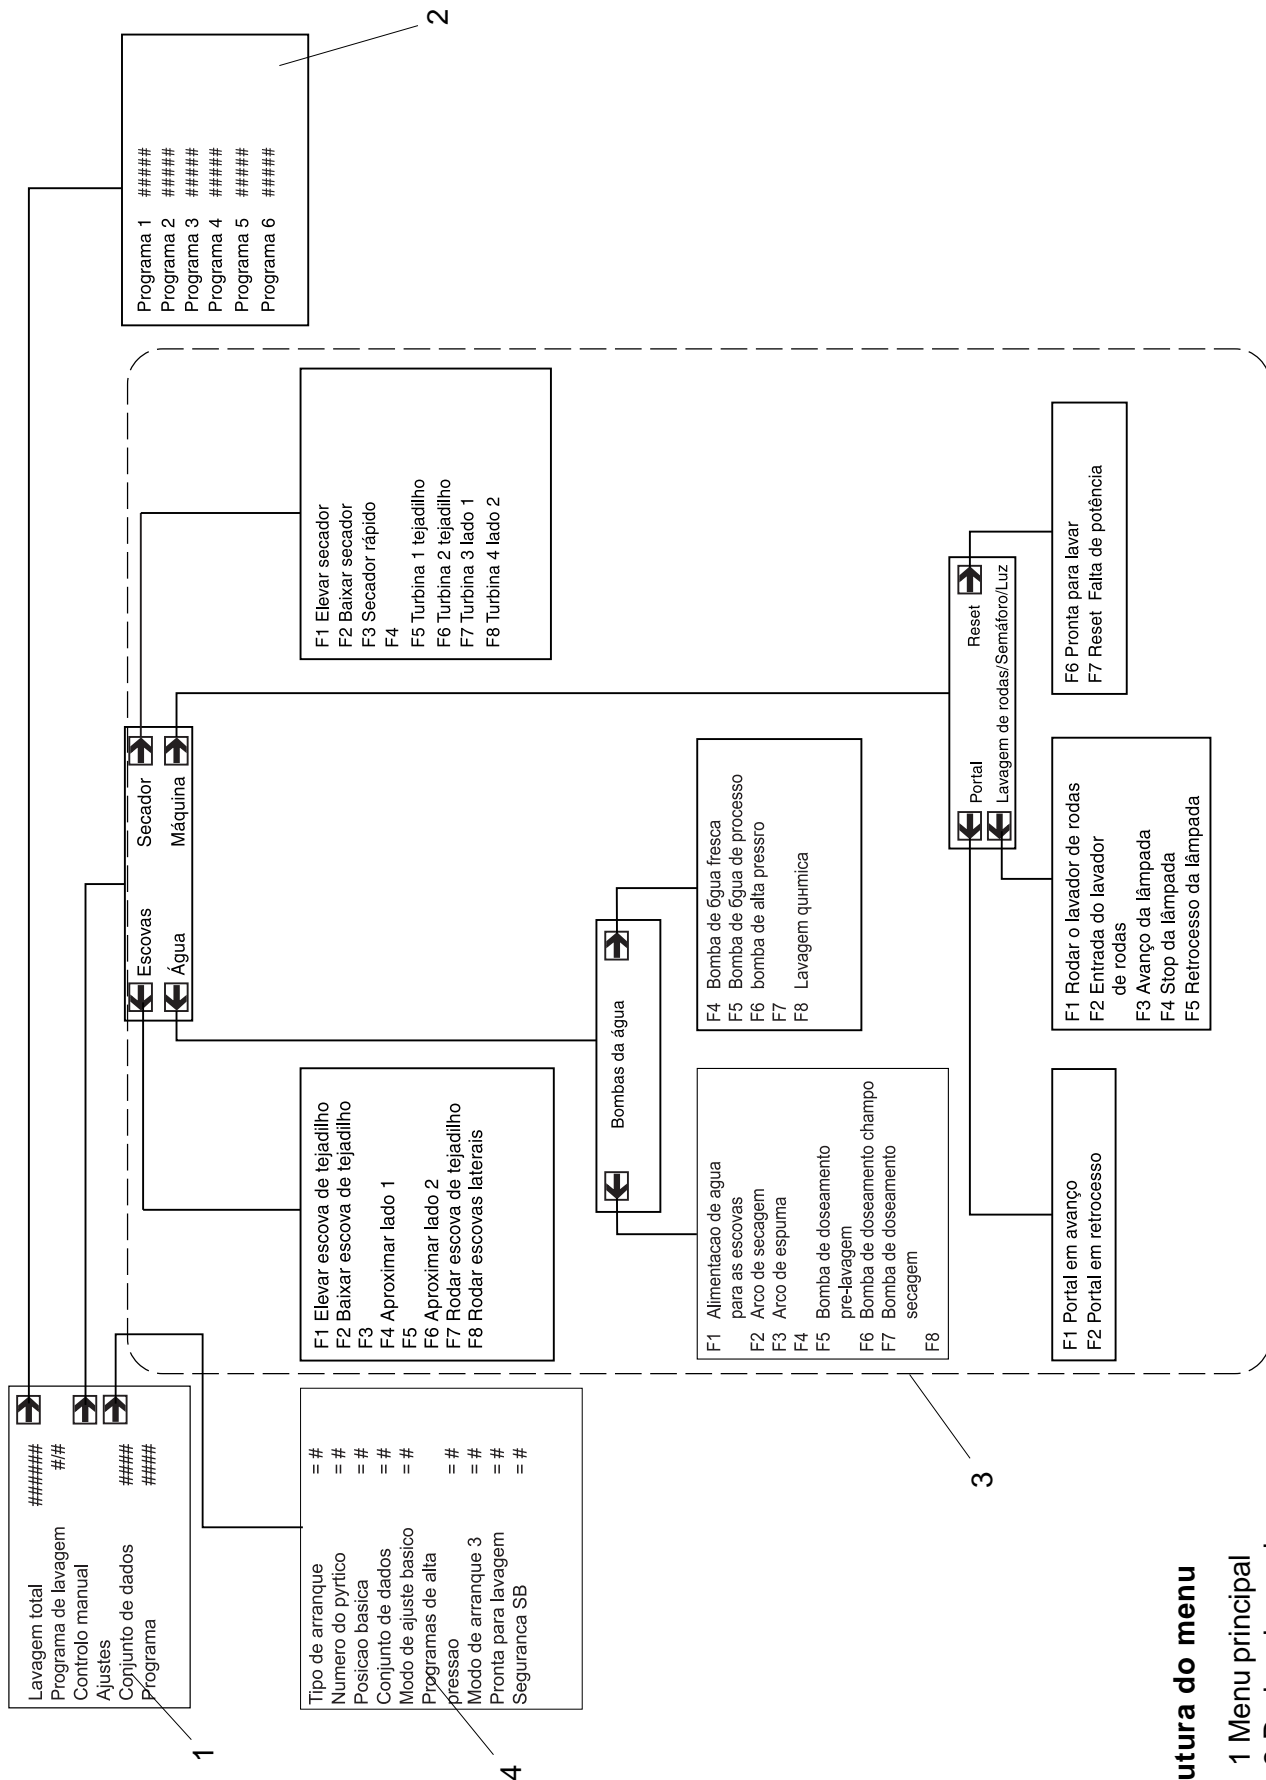 utura do menu
1 Menu principal
1
Lavagem total ######
Programa de lavagem #/#
Controlo manual
Ajustes
Conjunto de dados ####
Programa ####
2
Programa 1 #####
Programa 2 #####
Programa 3 #####
Programa 4 #####
Programa 5 #####
Programa 6 #####
3
Escovas Secador
Água Máquina
F1 Elevar escova de tejadilho
F2 Baixar escova de tejadilho
F3
F4 Aproximar lado 1
F5
F6 Aproximar lado 2
F7 Rodar escova de tejadilho
F8 Rodar escovas laterais
F1 Elevar secador
F2 Baixar secador
F3 Secador rápido
F4
F5 Turbina 1 tejadilho
F6 Turbina 2 tejadilho
F7 Turbina 3 lado 1
F8 Turbina 4 lado 2
4
Tipo de arranque = #
Numero do pyrtico = #
Posicao basica = #
Conjunto de dados = #
Modo de ajuste basico = #
Programas de alta
pressao = #
Modo de arranque 3 = #
Pronta para lavagem = #
Seguranca SB = #
Bombas da água
F1 Alimentacao de agua
para as escovas
F2 Arco de secagem
F3 Arco de espuma
F4
F5 Bomba de doseamento
pre-lavagem
F6 Bomba de doseamento champo
F7 Bomba de doseamento
secagem
F8
F4 Bomba de бgua fresca
F5 Bomba de бgua de processo
F6 bomba de alta pressгo
F7
F8 Lavagem quнmica
Portal Reset
Lavagem de rodas/Semáforo/Luz
F1 Portal em avanço
F2 Portal em retrocesso
F1 Rodar o lavador de rodas
F2 Entrada do lavador
de rodas
F3 Avanço da lâmpada
F4 Stop da lâmpada
F5 Retrocesso da lâmpada
F6 Pronta para lavar
F7 Reset Falta de potência